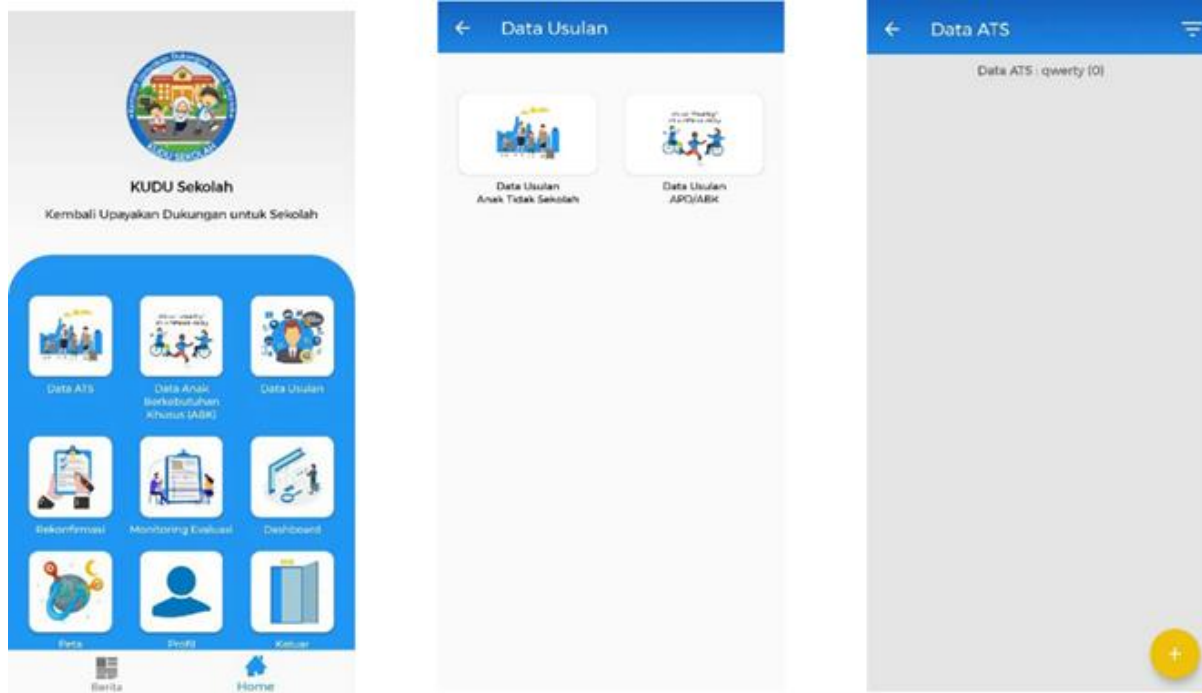 KUDU SEKOLAH
KUDU Sekolah
Kembali Upayakan Dukungan untuk Sekolah
Data ATS
Data Anak
Berkebutuhan
Khusus (ABK)
Data Usulan
Rekonfirmasi
Monitoring Evaluasi
Dashboard
Peta
Profil
Keluar
Berita
Home
Data Usulan
Data Usulan
Anak Tidak Sekolah
Data Usulan
APD/ABK
Data ATS
Data ATS : qwerty (0)